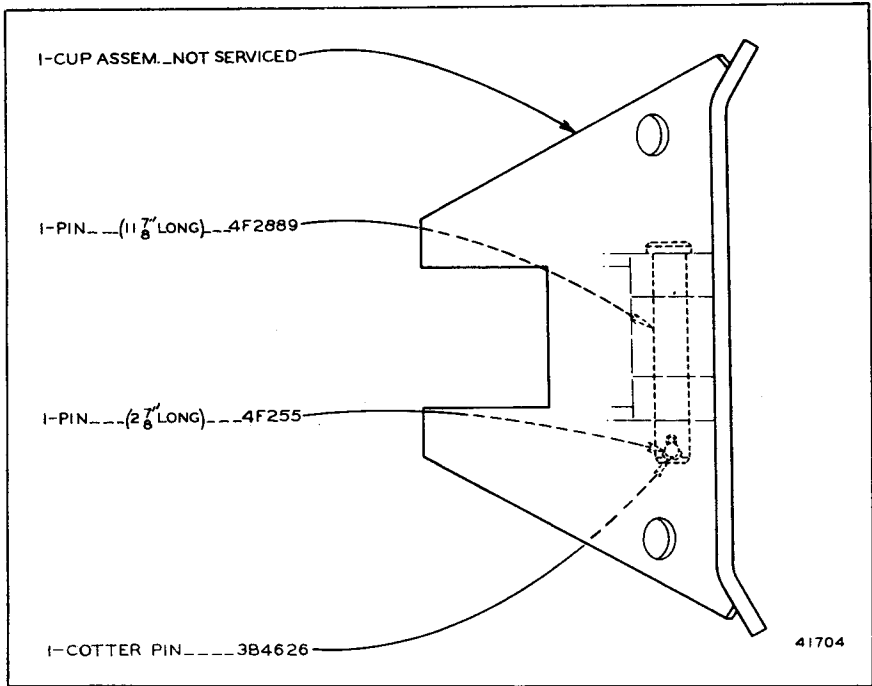 1-CUP ASSEM._NOT SERVICED
1-PIN___(11 7/8" LONG)___4F2889
1-PIN___(2 7/8" LONG)___4F255
1-COTTER PIN____3B4626
41704